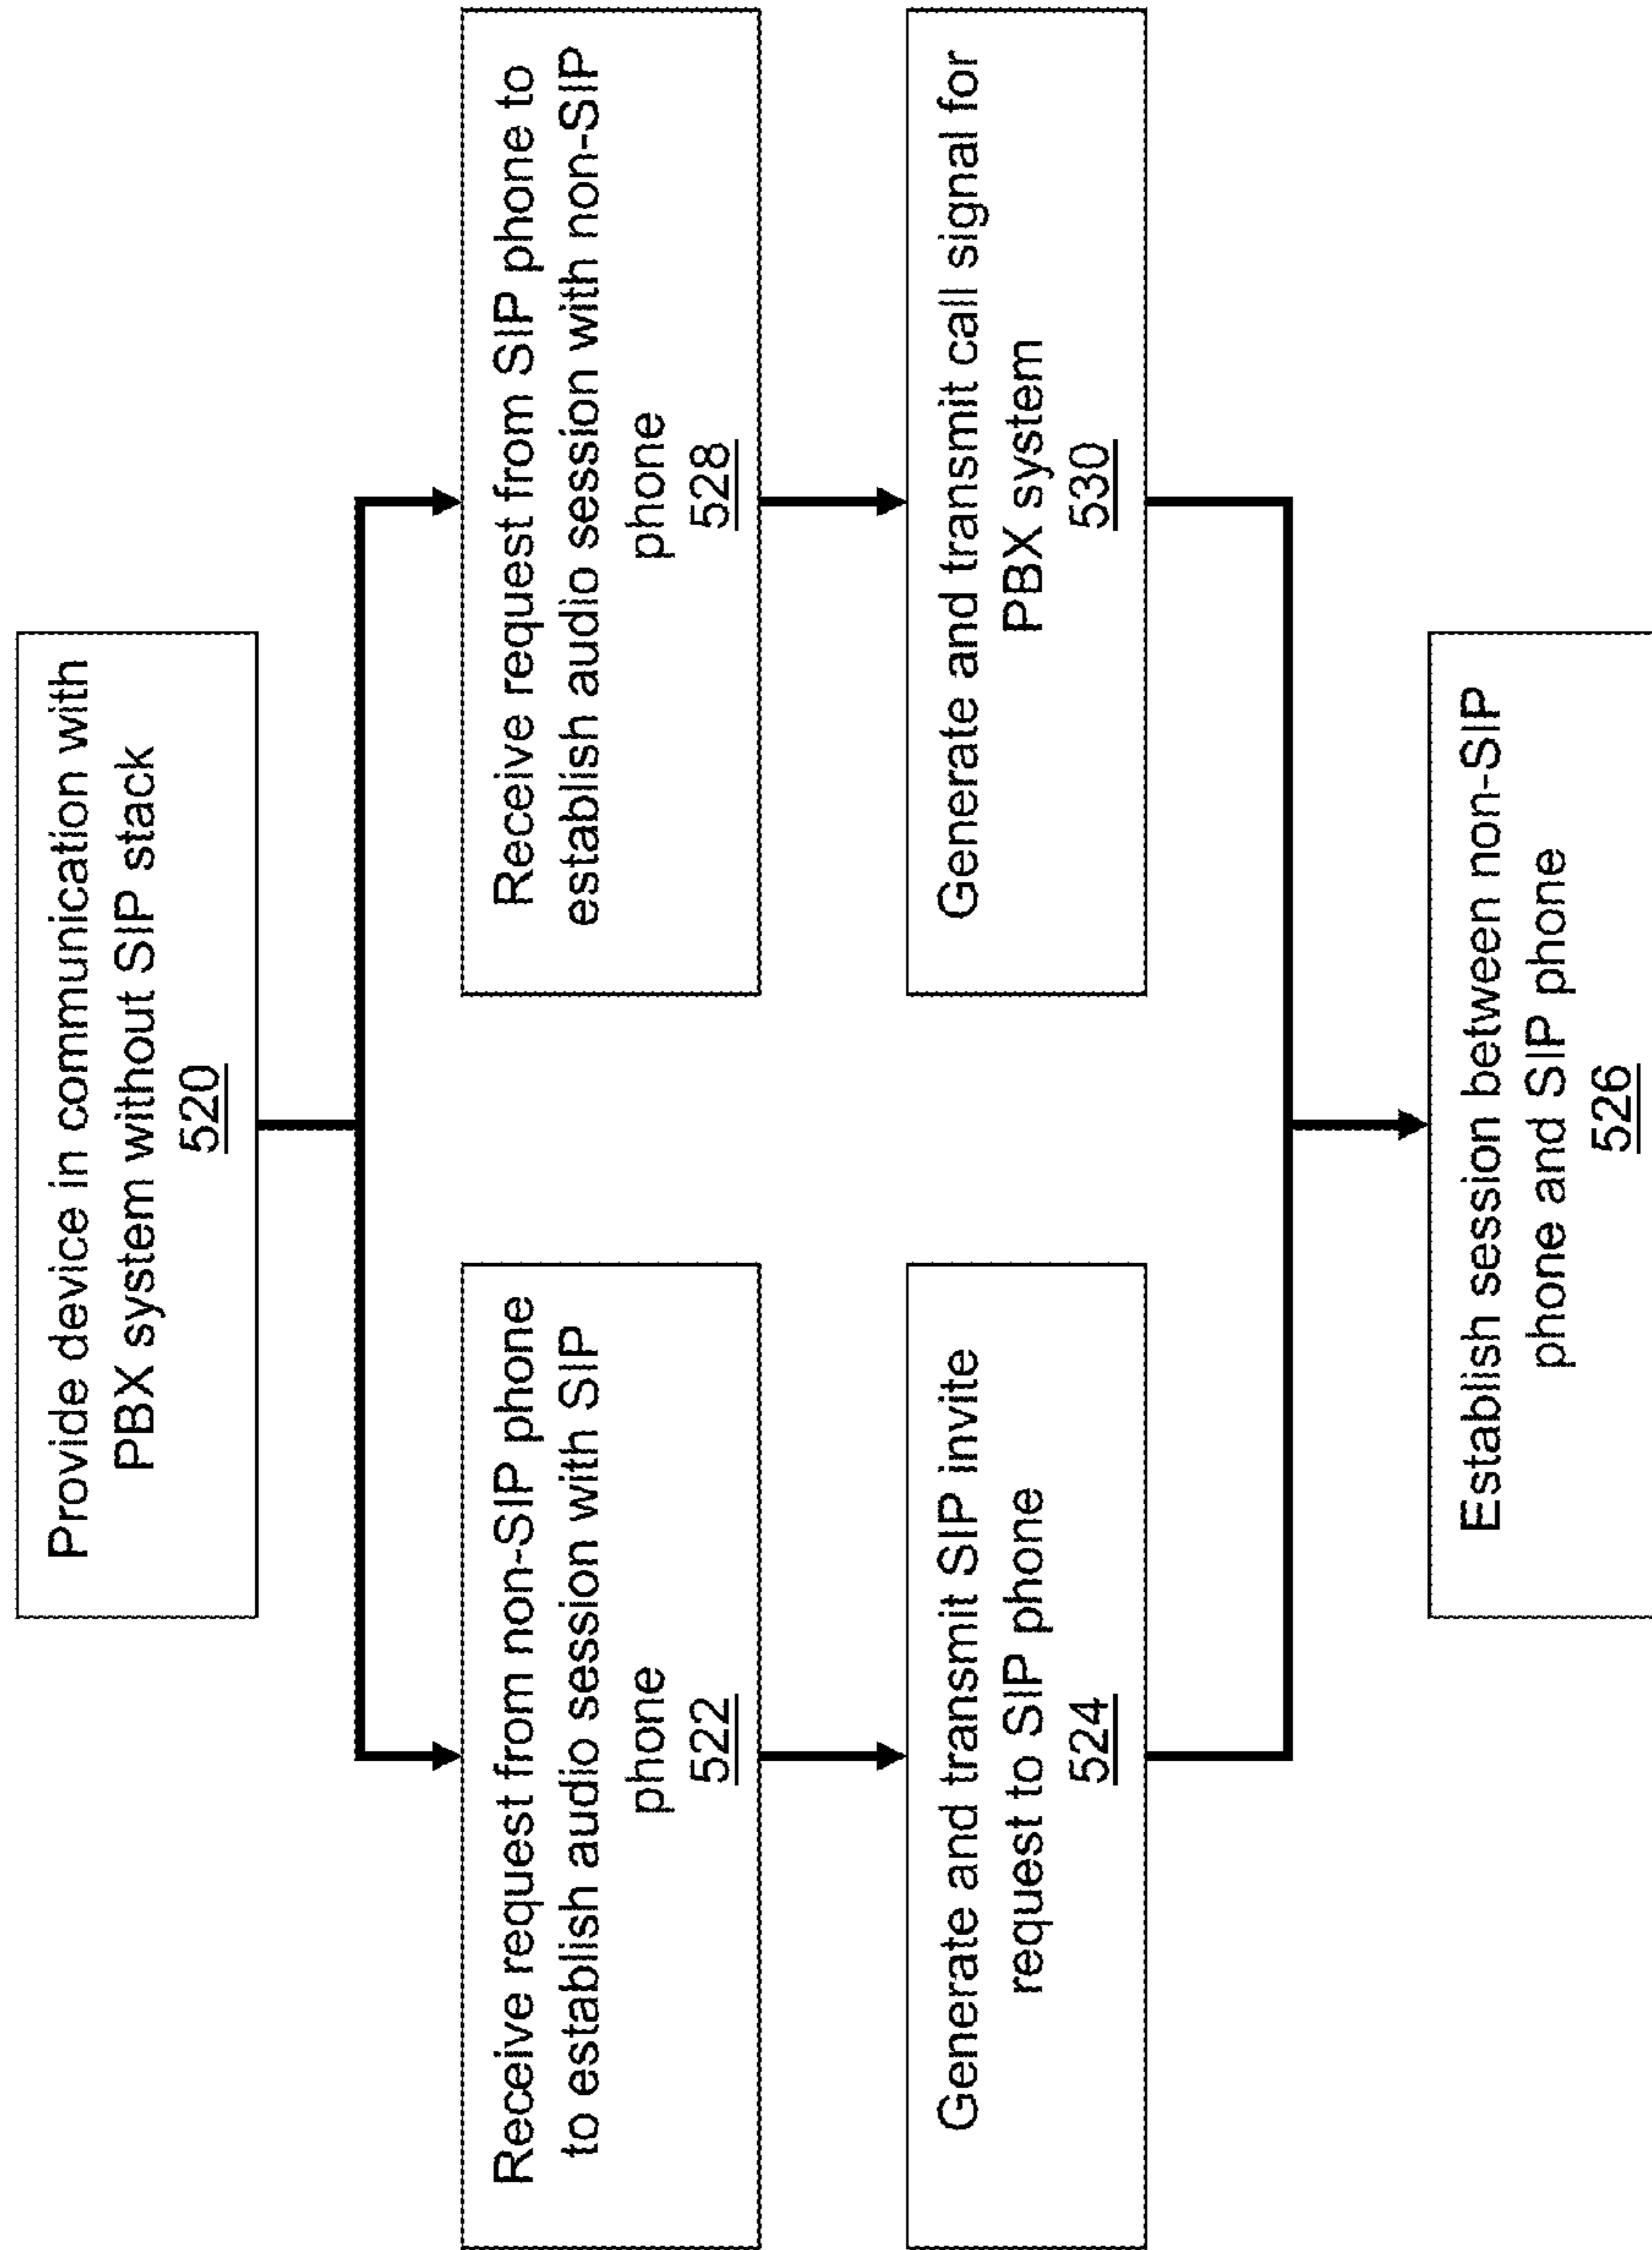 Provide device in communication with
PBX system without SIP stack
520
Receive request from non-SIP phone
to establish audio session with SIP
phone
522
Generate and transmit SIP invite
request to SIP phone
524
Receive request from SIP phone to
establish audio session with non-SIP
phone
528
Generate and transmit call signal for
PBX system
530
Establish session between non-SIP
phone and SIP phone
526